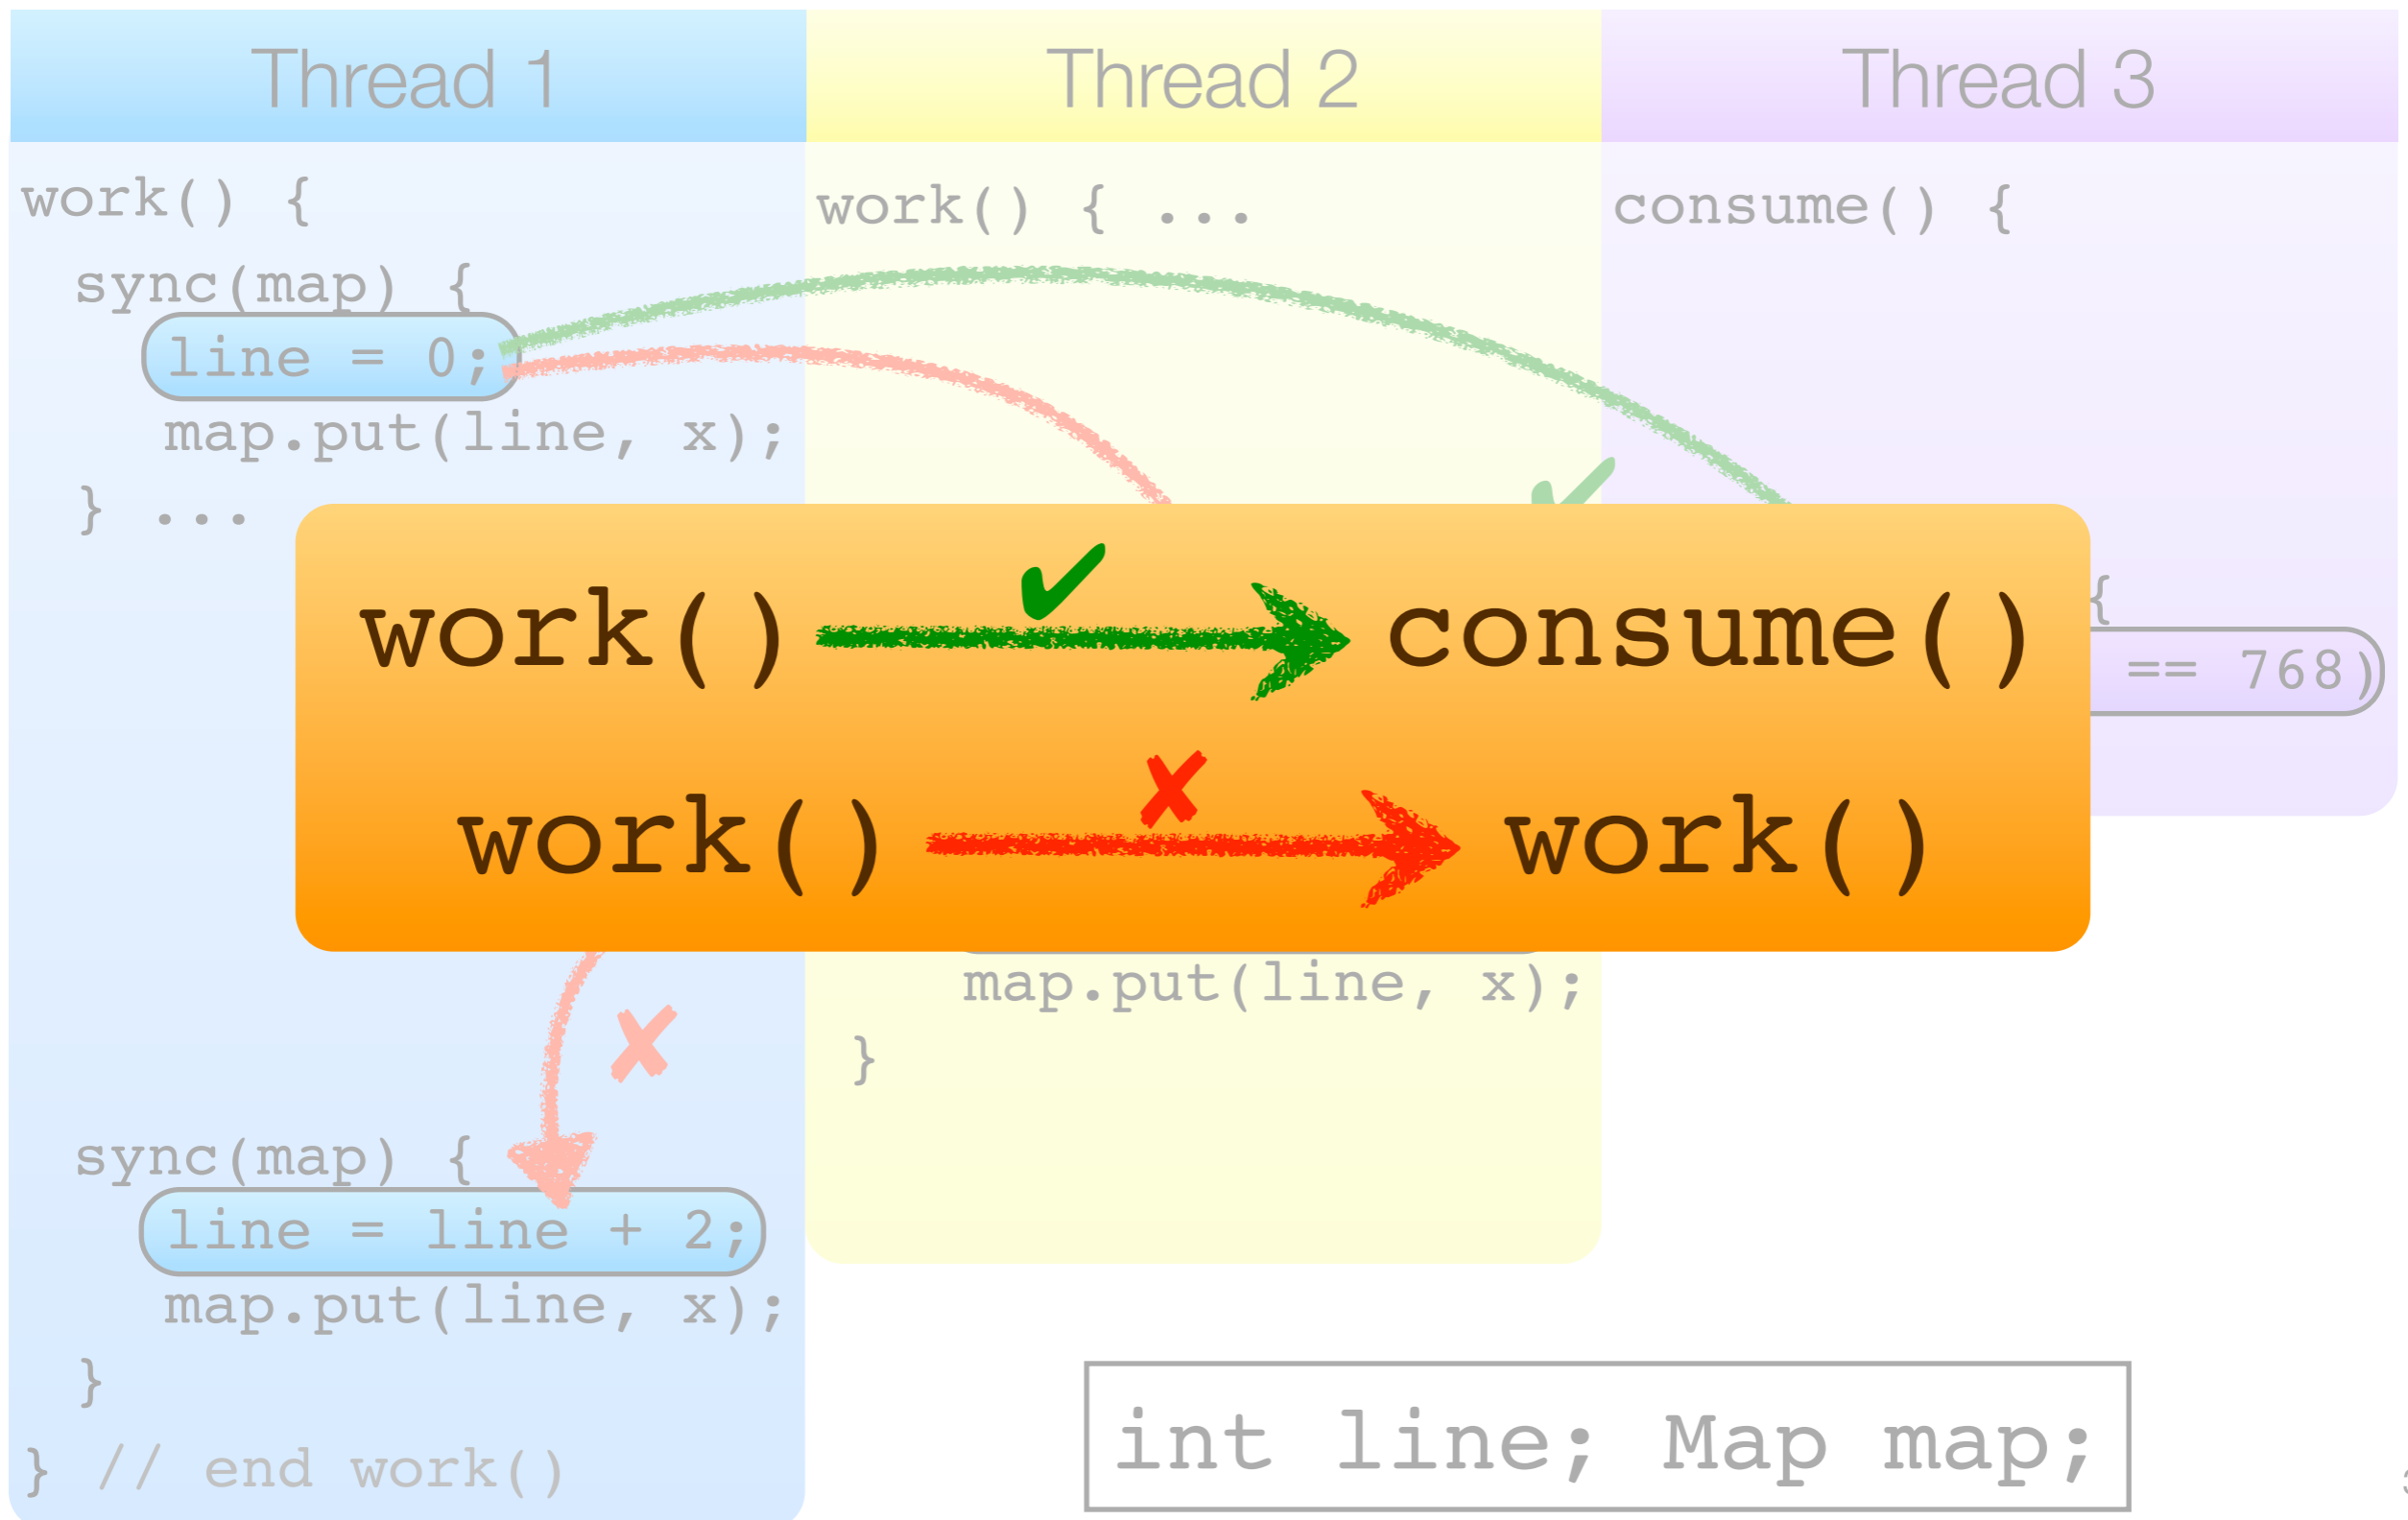 Thread 1
Thread 2
Thread 3
work() {
sync(map) {
line = 0;
map.put(line, x);
} ...
work() { ...
consume() {
{
== 768)
work() ✔ consume()
work() ✘ work()
map.put(line, x);
}
sync(map) {
line = line + 2;
map.put(line, x);
}
} // end work()
int line; Map map;